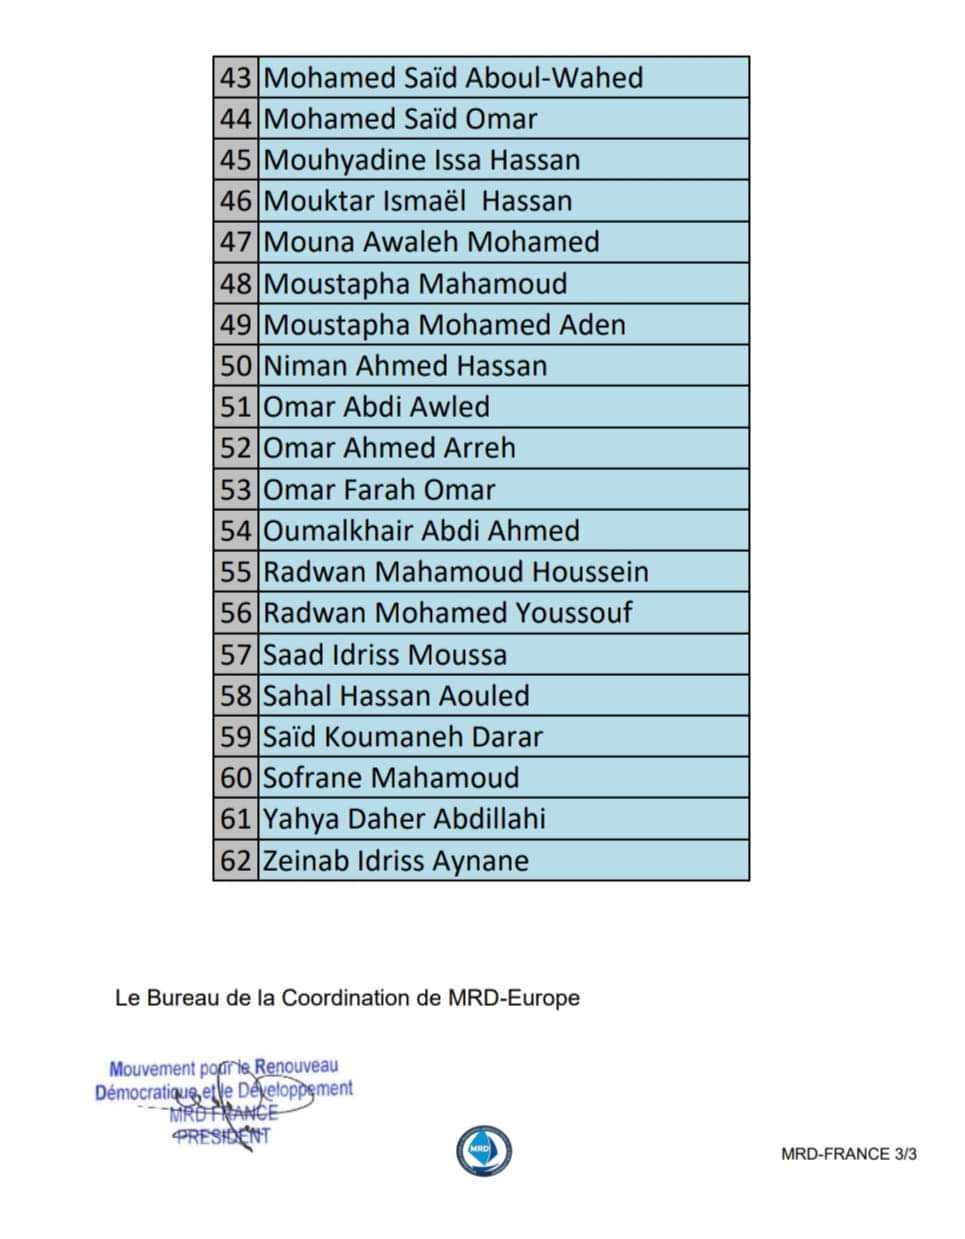 43 Mohamed Saïd Aboul-Wahed
44 Mohamed Saïd Omar
45 Mouhyadine Issa Hassan
46 Mouktar Ismaël  Hassan
47 Mouna Awaleh Mohamed
48 Moustapha Mahamoud
49 Moustapha Mohamed Aden
50 Niman Ahmed Hassan
51 Omar Abdi Awled
52 Omar Ahmed Arreh
53 Omar Farah Omar
54 Oumalkhair Abdi Ahmed
55 Radwan Mahamoud Houssein
56 Radwan Mohamed Youssouf
57 Saad Idriss Moussa
58 Sahal Hassan Aouled
59 Saïd Koumaneh Darar
60 Sofrane Mahamoud
61 Yahya Daher Abdillahi
62 Zeinab Idriss Aynane
Le Bureau de la Coordination de MRD-Europe
Mouvement pour le Renouveau
Démocratique et le Développement
MRD FRANCE
PRESIDENT
MRD
MRD-FRANCE 3/3